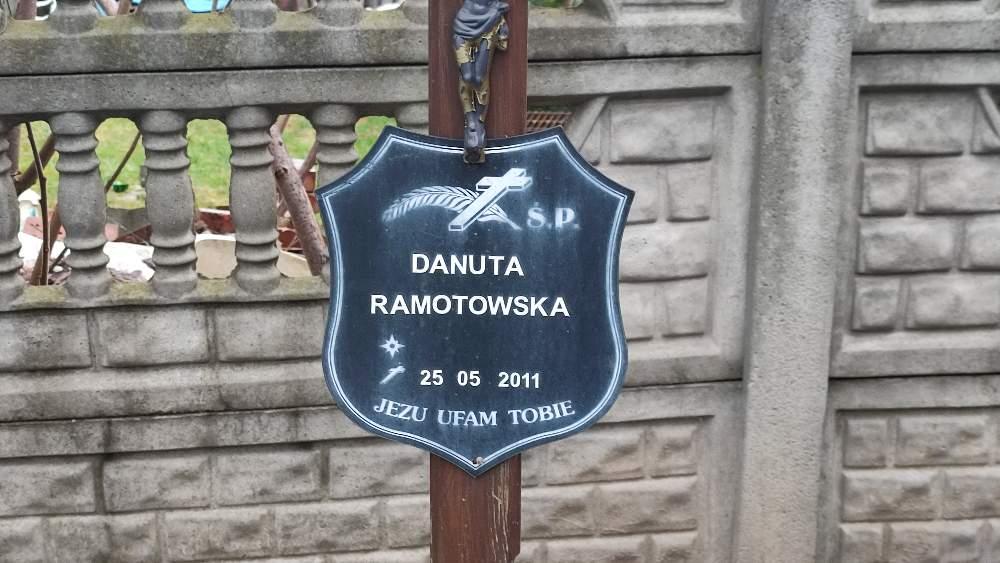 Ś.P.
DANUTA
RAMOTOWSKA
25 05 2011
JEZU UFAM TOBIE